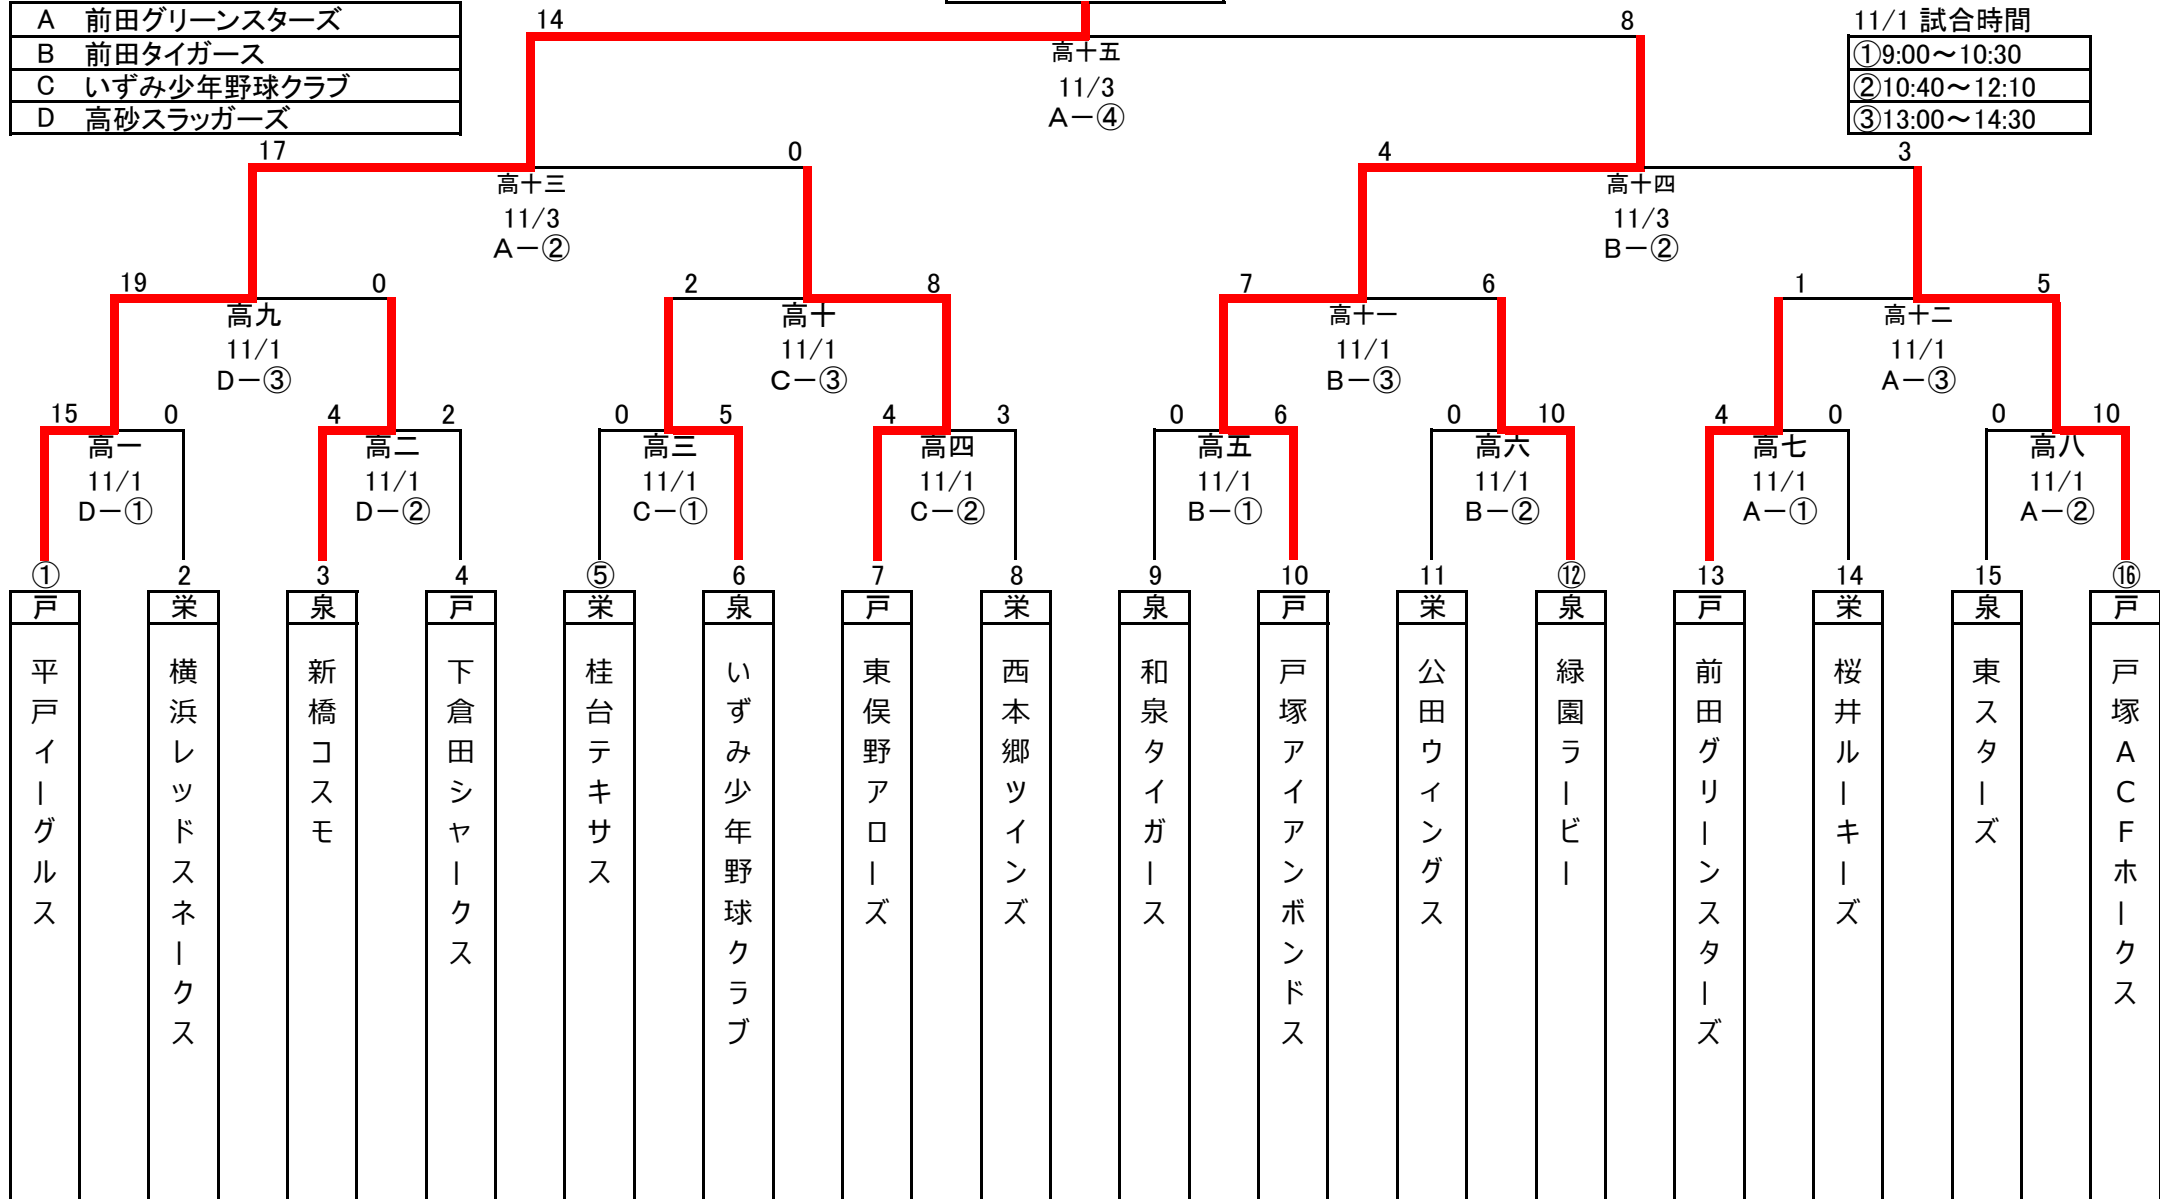 A 前田グリーンスターズ
B 前田タイガース
C いずみ少年野球クラブ
D 高砂スラッガーズ
11/1 試合時間
①9:00～10:30
②10:40～12:10
③13:00～14:30
14 8
高十五
11/3
A－④
17 0 4 3
高十三 高十四
11/3 11/3
A－② B－②
19 0 2 8 7 6 1 5
高九 高十 高十一 高十二
11/1 11/1 11/1 11/1
D－③ C－③ B－③ A－③
15 0 4 2 0 5 4 3 0 6 0 10 4 0 0 10
高一 高二 高三 高四 高五 高六 高七 高八
11/1 11/1 11/1 11/1 11/1 11/1 11/1 11/1
D－① D－② C－① C－② B－① B－② A－① A－②
① 2 3 4 ⑤ 6 7 8 9 10 11 ⑫ 13 14 15 ⑯
戸 栄 泉 戸 栄 泉 戸 栄 泉 戸 栄 泉 戸 栄 泉 戸
平戸イーグルス
横浜レッドスネークス
新橋コスモ
下倉田シャークス
桂台テキサス
いずみ少年野球クラブ
東俣野アローズ
西本郷ツインズ
和泉タイガース
戸塚アイアンボンドス
公田ウィングス
緑園ラービー
前田グリーンスターズ
桜井ルーキーズ
東スターズ
戸塚ACFホークス